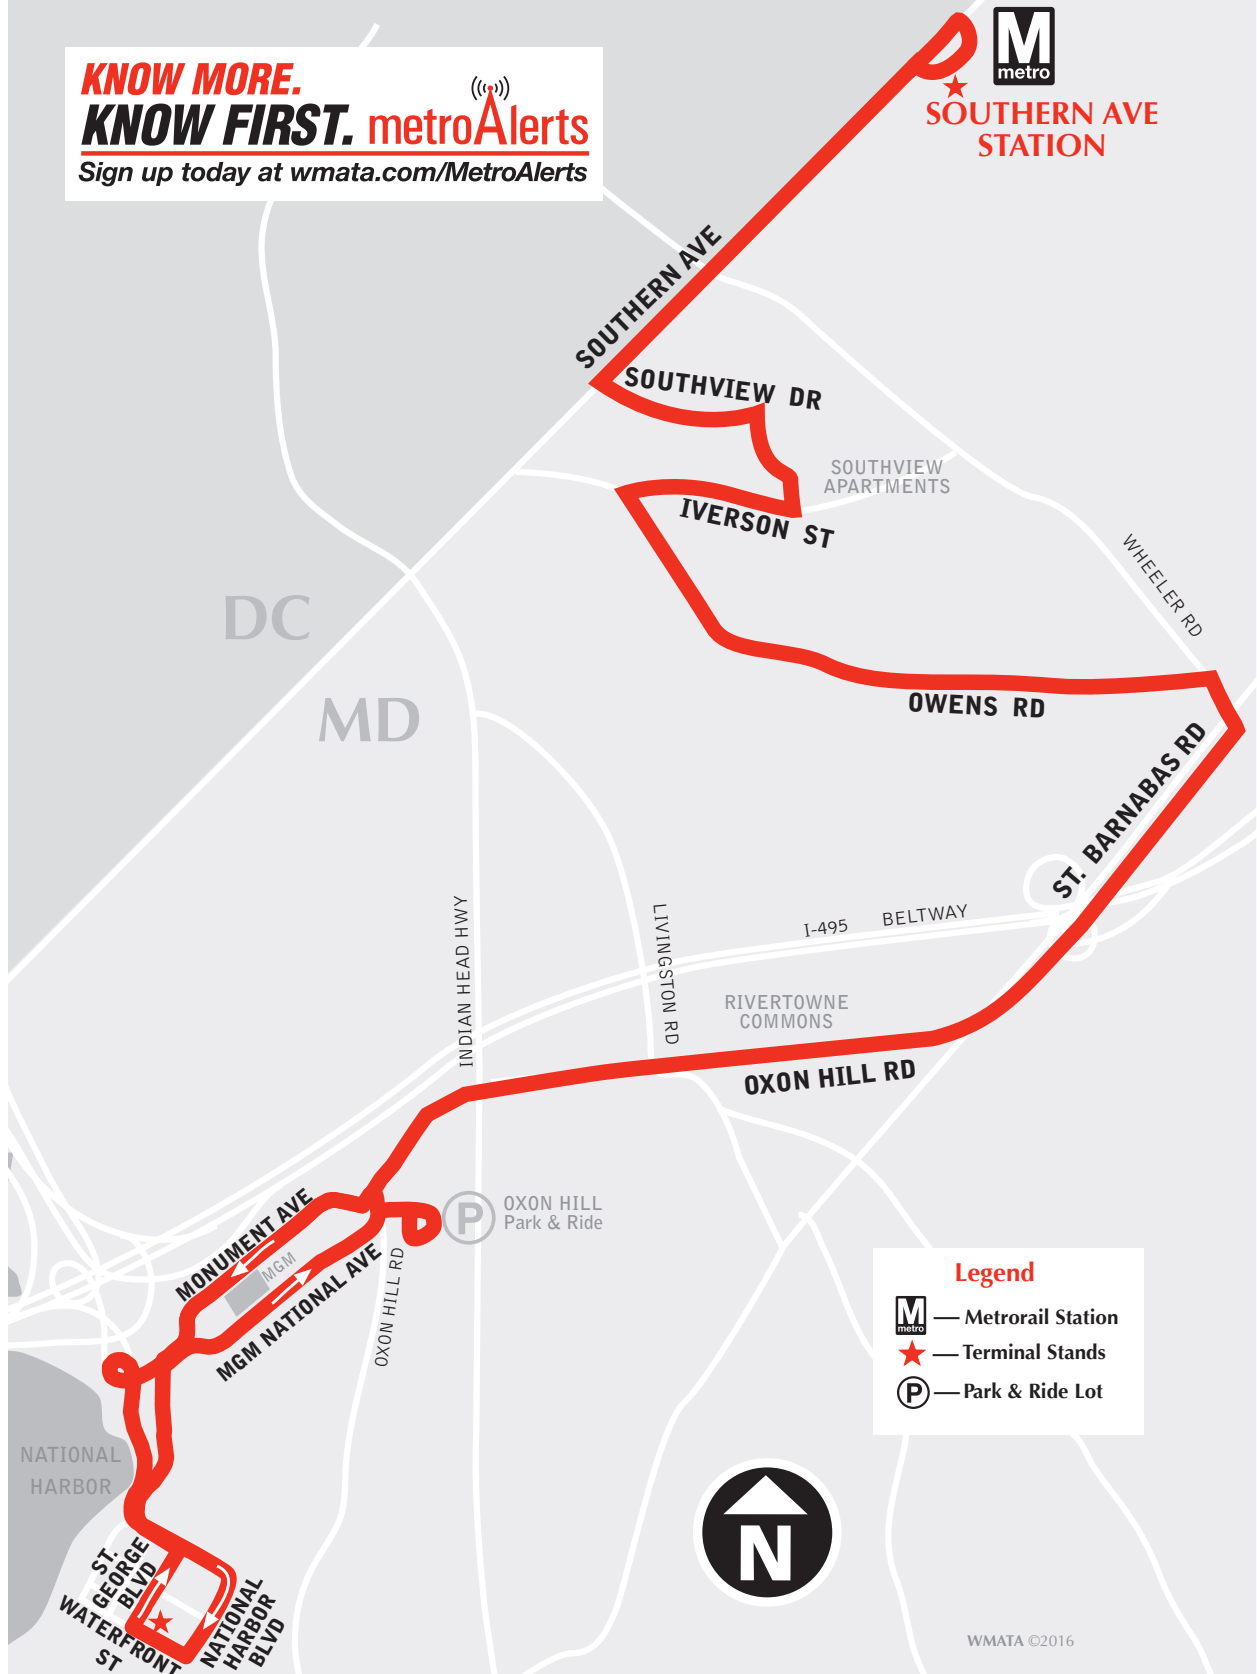 KNOW MORE.
KNOW FIRST. metroAlerts
Sign up today at wmata.com/MetroAlerts
M
metro
SOUTHERN AVE
STATION
SOUTHERN AVE
SOUTHVIEW DR
SOUTHVIEW
APARTMENTS
IVERSON ST
WHEELER RD
DC
MD
OWENS RD
ST. BARNABAS RD
I-495 BELTWAY
INDIAN HEAD HWY
LIVINGSTON RD
RIVERTOWNE
COMMONS
OXON HILL RD
P
OXON HILL
Park & Ride
MONUMENT AVE
MGM
MGM NATIONAL AVE
OXON HILL RD
Legend
M
metro
— Metrorail Station
— Terminal Stands
P — Park & Ride Lot
NATIONAL
HARBOR
N
ST.
GEORGE
BLVD
WATERFRONT
ST
NATIONAL
HARBOR
BLVD
WMATA ©2016